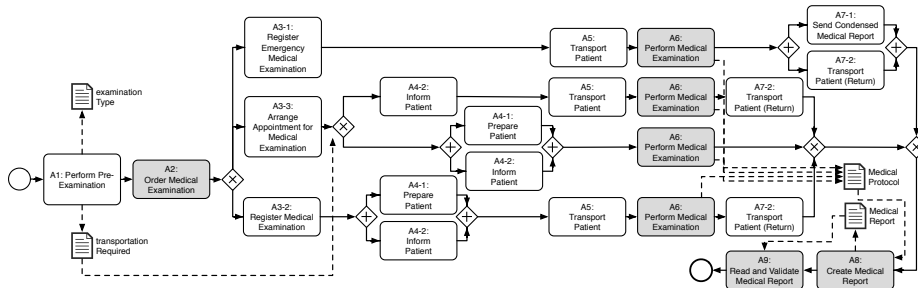 A3-1:
Register
Emergency
Medical
Examination
A5:
Transport
Patient
A6:
Perform Medical
Examination
A7-1:
Send Condensed
Medical Report
A7-2:
Transport
Patient (Return)
examination
Type
A3-3:
Arrange
Appointment for
Medical
Examination
A4-2:
Inform
Patient
A5:
Transport
Patient
A6:
Perform Medical
Examination
A7-2:
Transport
Patient (Return)
A4-1:
Prepare
Patient
A4-2:
Inform
Patient
A6:
Perform Medical
Examination
A1: Perform Pre-
Examination
A2:
Order Medical
Examination
A3-2:
Register Medical
Examination
A4-1:
Prepare
Patient
A4-2:
Inform
Patient
A5:
Transport
Patient
A6:
Perform Medical
Examination
A7-2:
Transport
Patient (Return)
Medical
Protocol
Medical
Report
transportation
Required
A9:
Read and Validate
Medical Report
A8:
Create Medical
Report